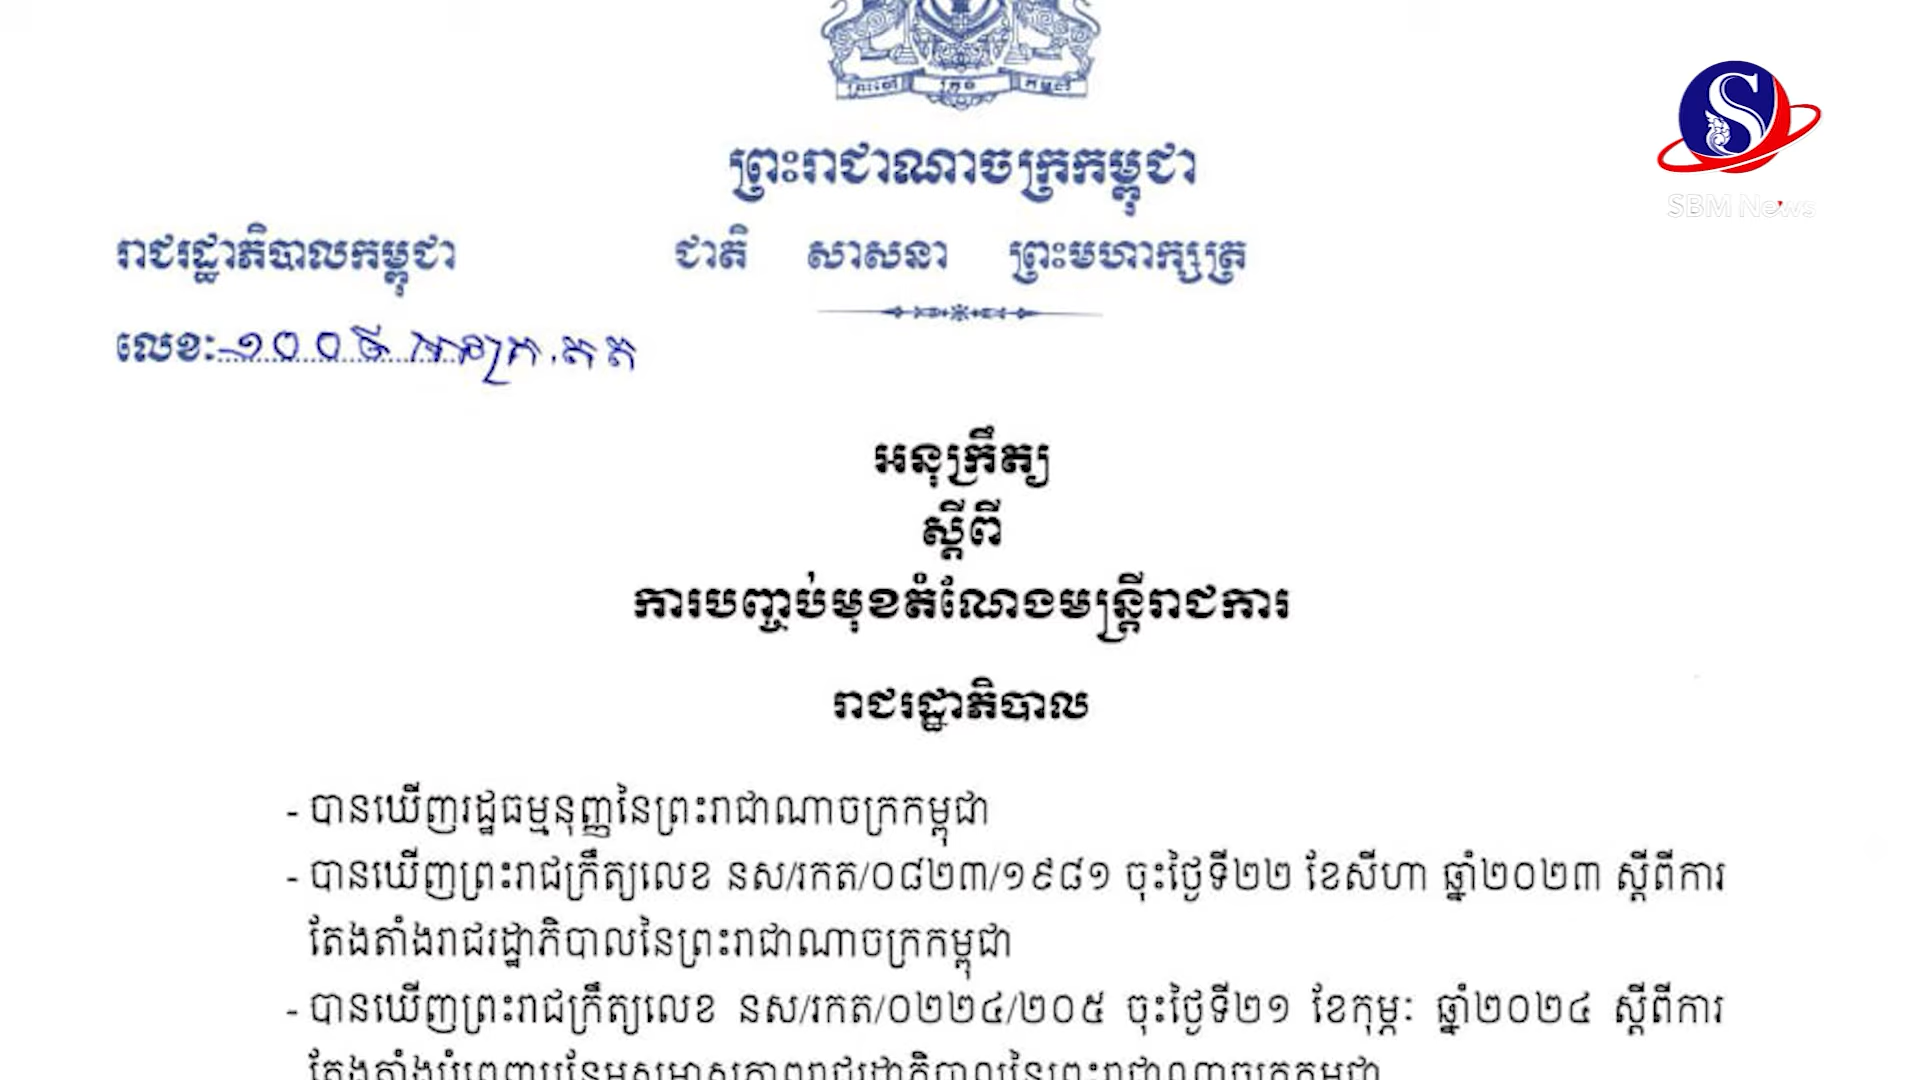 ព្រះរាជាណាចក្រកម្ពុជា
SBM News
រាជរដ្ឋាភិបាលកម្ពុជា ជាតិ សាសនា ព្រះមហាក្សត្រ
លេខៈ ១០០៥ អនក្រ.តត
អនុក្រឹត្យ
ស្តីពី
ការបញ្ចប់មុខតំណែងមន្ត្រីរាជការ
រាជរដ្ឋាភិបាល
- បានឃើញរដ្ឋធម្មនុញ្ញនៃព្រះរាជាណាចក្រកម្ពុជា
- បានឃើញព្រះរាជក្រឹត្យលេខ នស/រកត/០៨២៣/១៩៨១ ចុះថ្ងៃទី២២ ខែសីហា ឆ្នាំ២០២៣ ស្តីពីការ
តែងតាំងរាជរដ្ឋាភិបាលនៃព្រះរាជាណាចក្រកម្ពុជា
- បានឃើញព្រះរាជក្រឹត្យលេខ នស/រកត/០២២៤/២០៥ ចុះថ្ងៃទី២១ ខែកុម្ភៈ ឆ្នាំ២០២៤ ស្តីពីការ